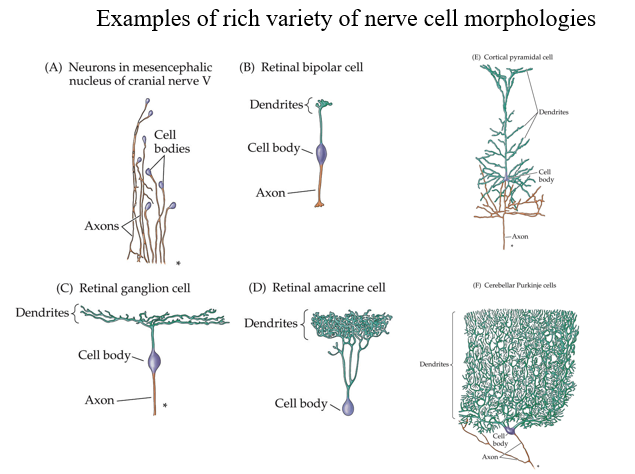 Examples of rich variety of nerve cell morphologies
(A) Neurons in mesencephalic
nucleus of cranial nerve V
Cell
bodies
Axons
*
(B) Retinal bipolar cell
Dendrites
Cell body
Axon
(E) Cortical pyramidal cell
Dendrites
Cell
body
Axon
*
(C) Retinal ganglion cell
Dendrites
Cell body
Axon
*
(D) Retinal amacrine cell
Dendrites
Cell body
(F) Cerebellar Purkinje cells
Dendrites
Cell
body
Axon
*